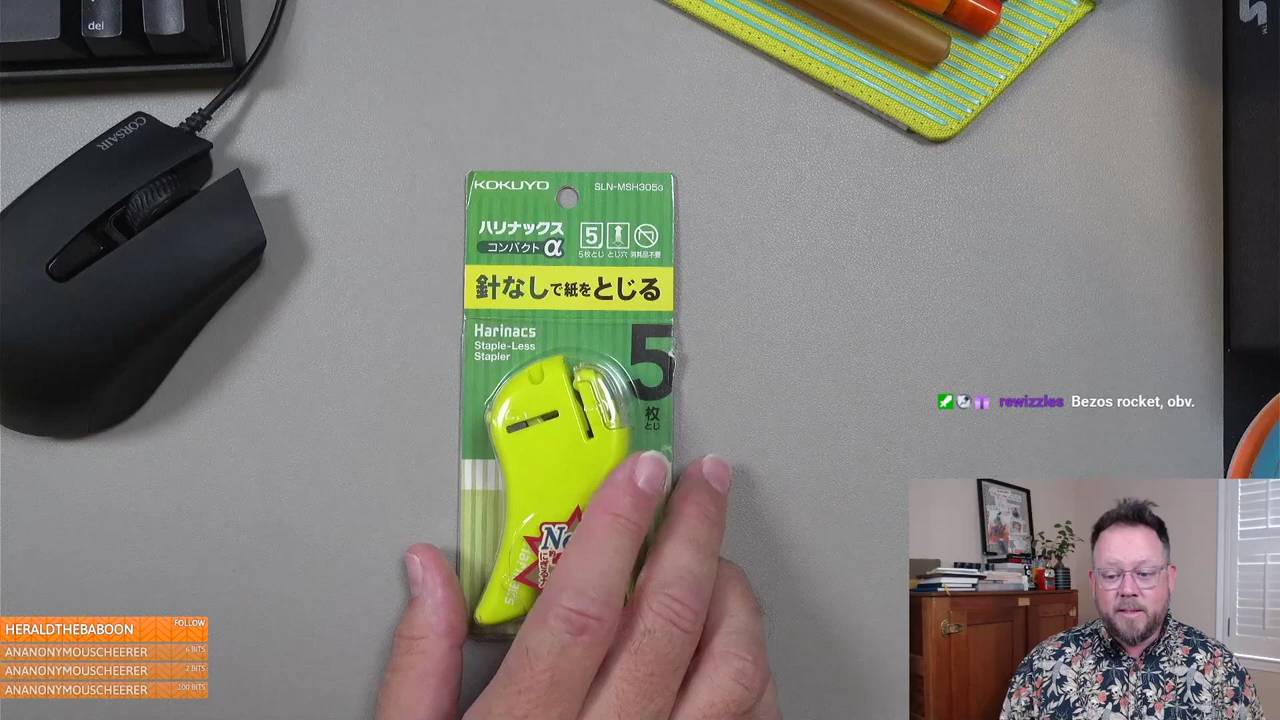 del
CORSAIR
KOKUYO
SLN-MSH305G
ハリナックス
コンパクト α
5
5枚とじ とじ穴 消耗品不要
針なしで紙をとじる
Harinacs
Staple-Less
Stapler
5
枚
とじ
rewizzles Bezos rocket, obv.
HERALDTHEBABOON FOLLOW
ANANONYMOUSCHEERER 6 BITS
ANANONYMOUSCHEERER 2 BITS
ANANONYMOUSCHEERER 100 BITS